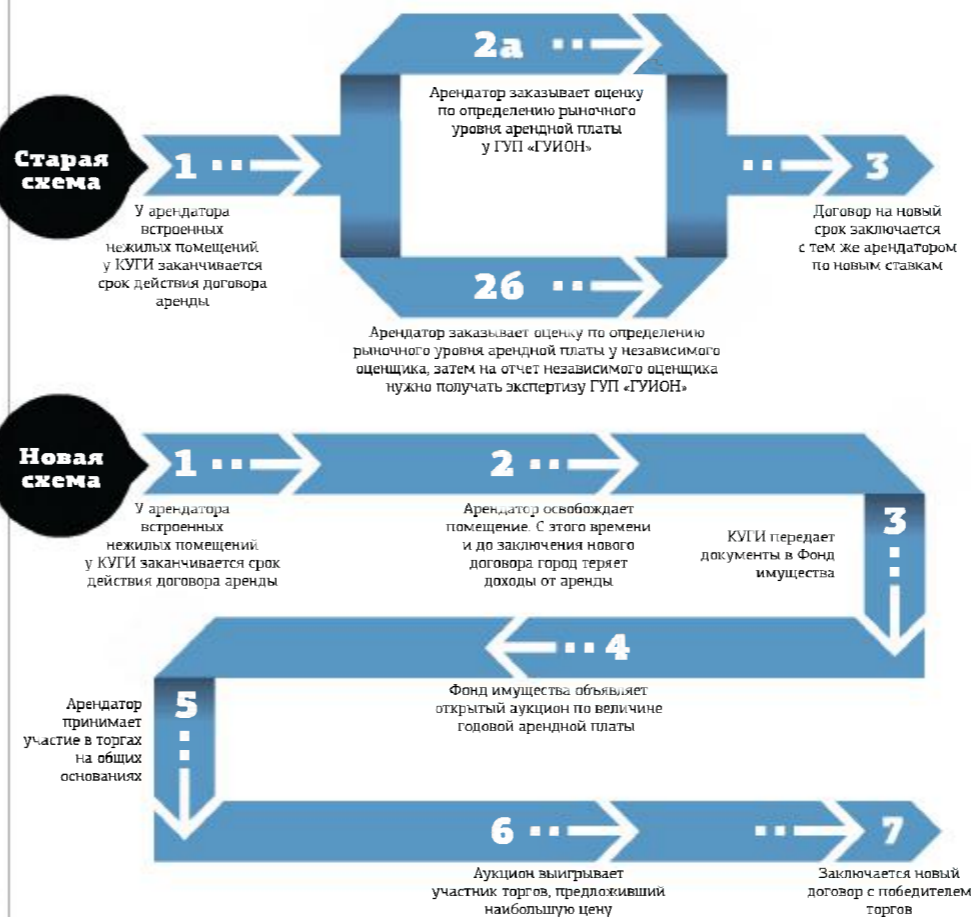 Старая
схема
1
У арендатора
встроенных
нежилых помещений
у КУГИ заканчивается
срок действия договора
аренды
2а
Арендатор заказывает оценку
по определению рыночного
уровня арендной платы
у ГУП «ГУИОН»
2б
Арендатор заказывает оценку по определению
рыночного уровня арендной платы у независимого
оценщика, затем на отчет независимого оценщика
нужно получать экспертизу ГУП «ГУИОН»
3
Договор на новый
срок заключается
с тем же арендатором
по новым ставкам
Новая
схема
1
У арендатора
встроенных
нежилых помещений
у КУГИ заканчивается срок
действия договора аренды
2
Арендатор освобождает
помещение. С этого времени
и до заключения нового
договора город теряет
доходы от аренды
3
КУГИ передает
документы в Фонд
имущества
4
Фонд имущества объявляет
открытый аукцион по величине
годовой арендной платы
5
Арендатор
принимает
участие в торгах
на общих
основаниях
6
Аукцион выигрывает
участник торгов, предложивший
наибольшую цену
7
Заключается новый
договор с победителем
торгов